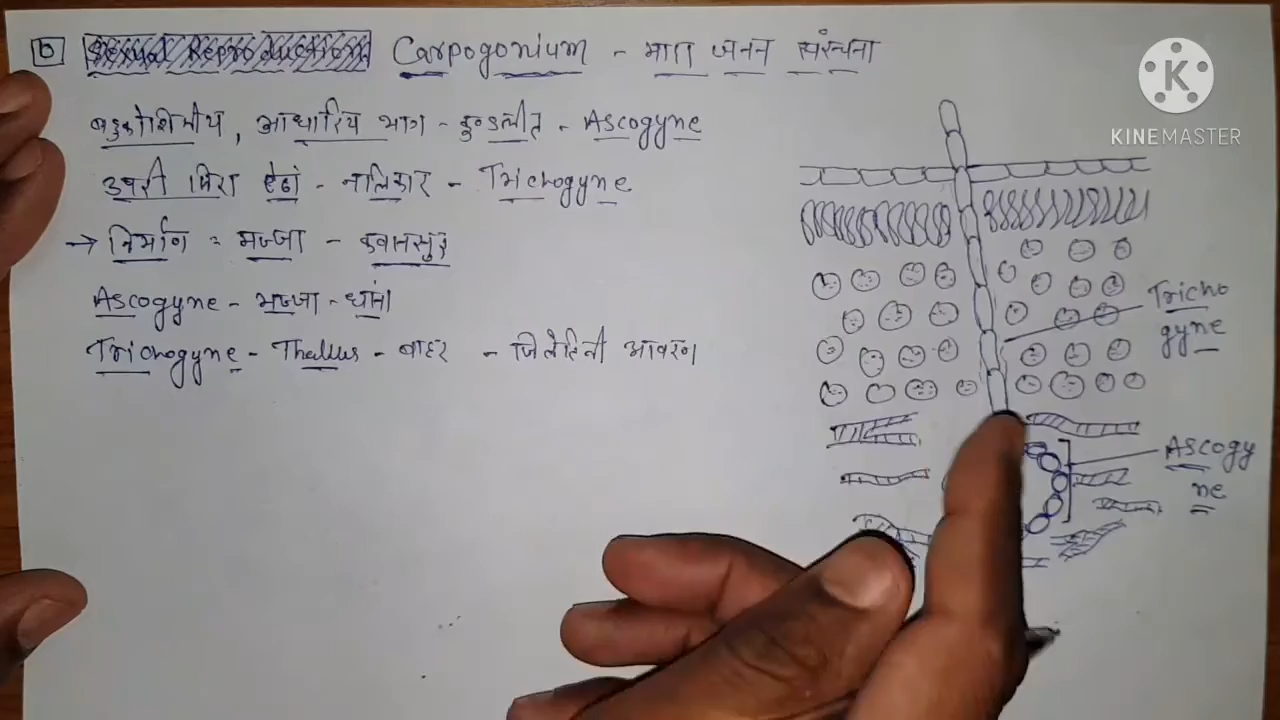 b Sexual Reproduction Carpogonium - मादा जनन संरचना
बहुकोशिकीय, आधारिय भाग - कुण्डलीत - Ascogyne
उपरी सिरा सीधा - नालिकार - Trichogyne
→ निर्माण = मज्जा - कवकसुत्र
Ascogyne - मज्जा - धंसा
Trichogyne - Thallus - बाहर - जिलेटिनी आवरण
Tricho
gyne
Ascogy
ne
K
KINEMASTER